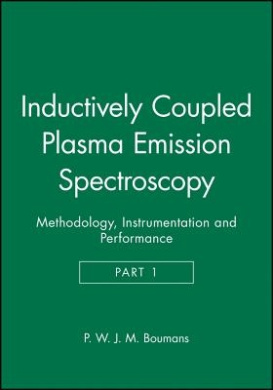 Inductively Coupled
Plasma Emission
Spectroscopy
Methodology, Instrumentation and
Performance
PART 1
P. W. J. M. Boumans